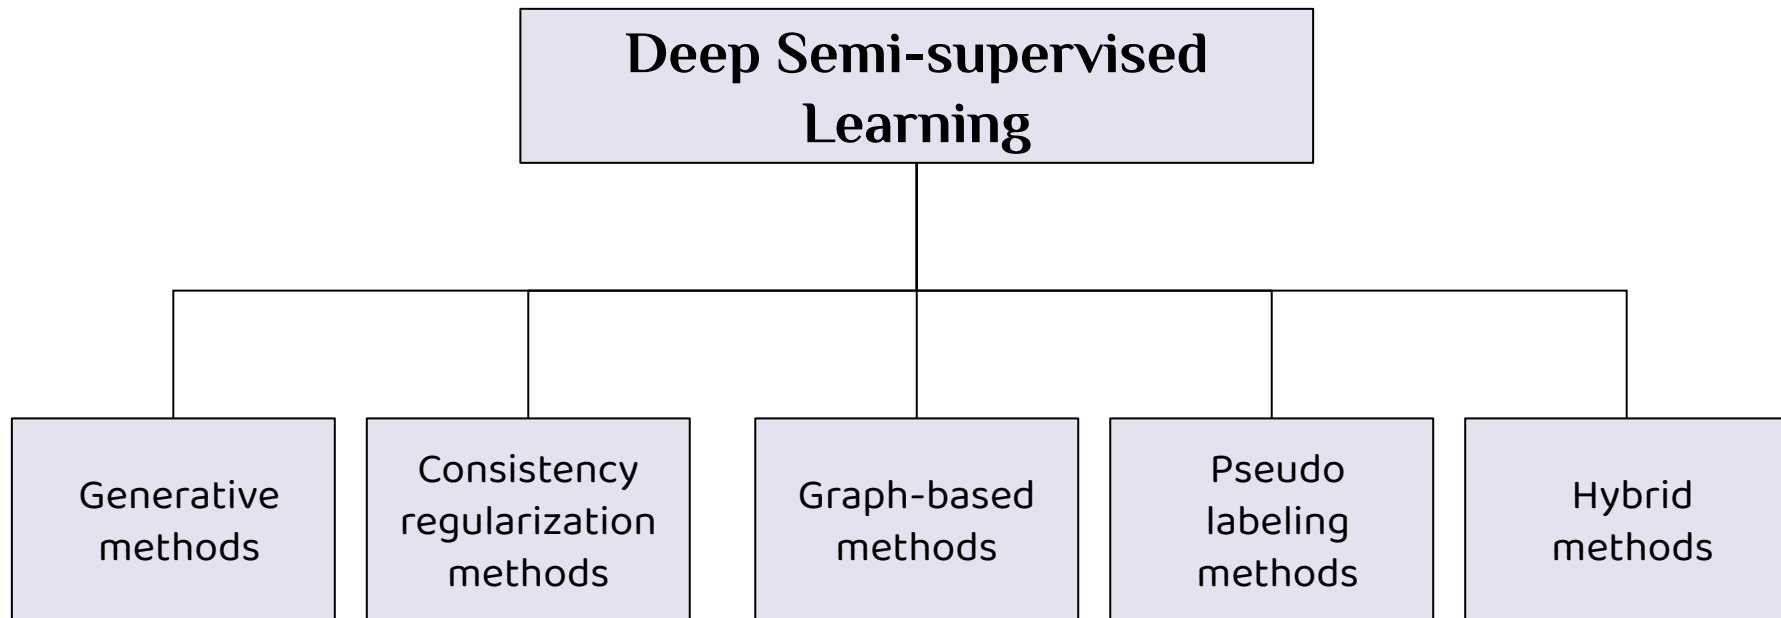 Deep Semi-supervised
Learning
Generative
methods
Consistency
regularization
methods
Graph-based
methods
Pseudo
labeling
methods
Hybrid
methods